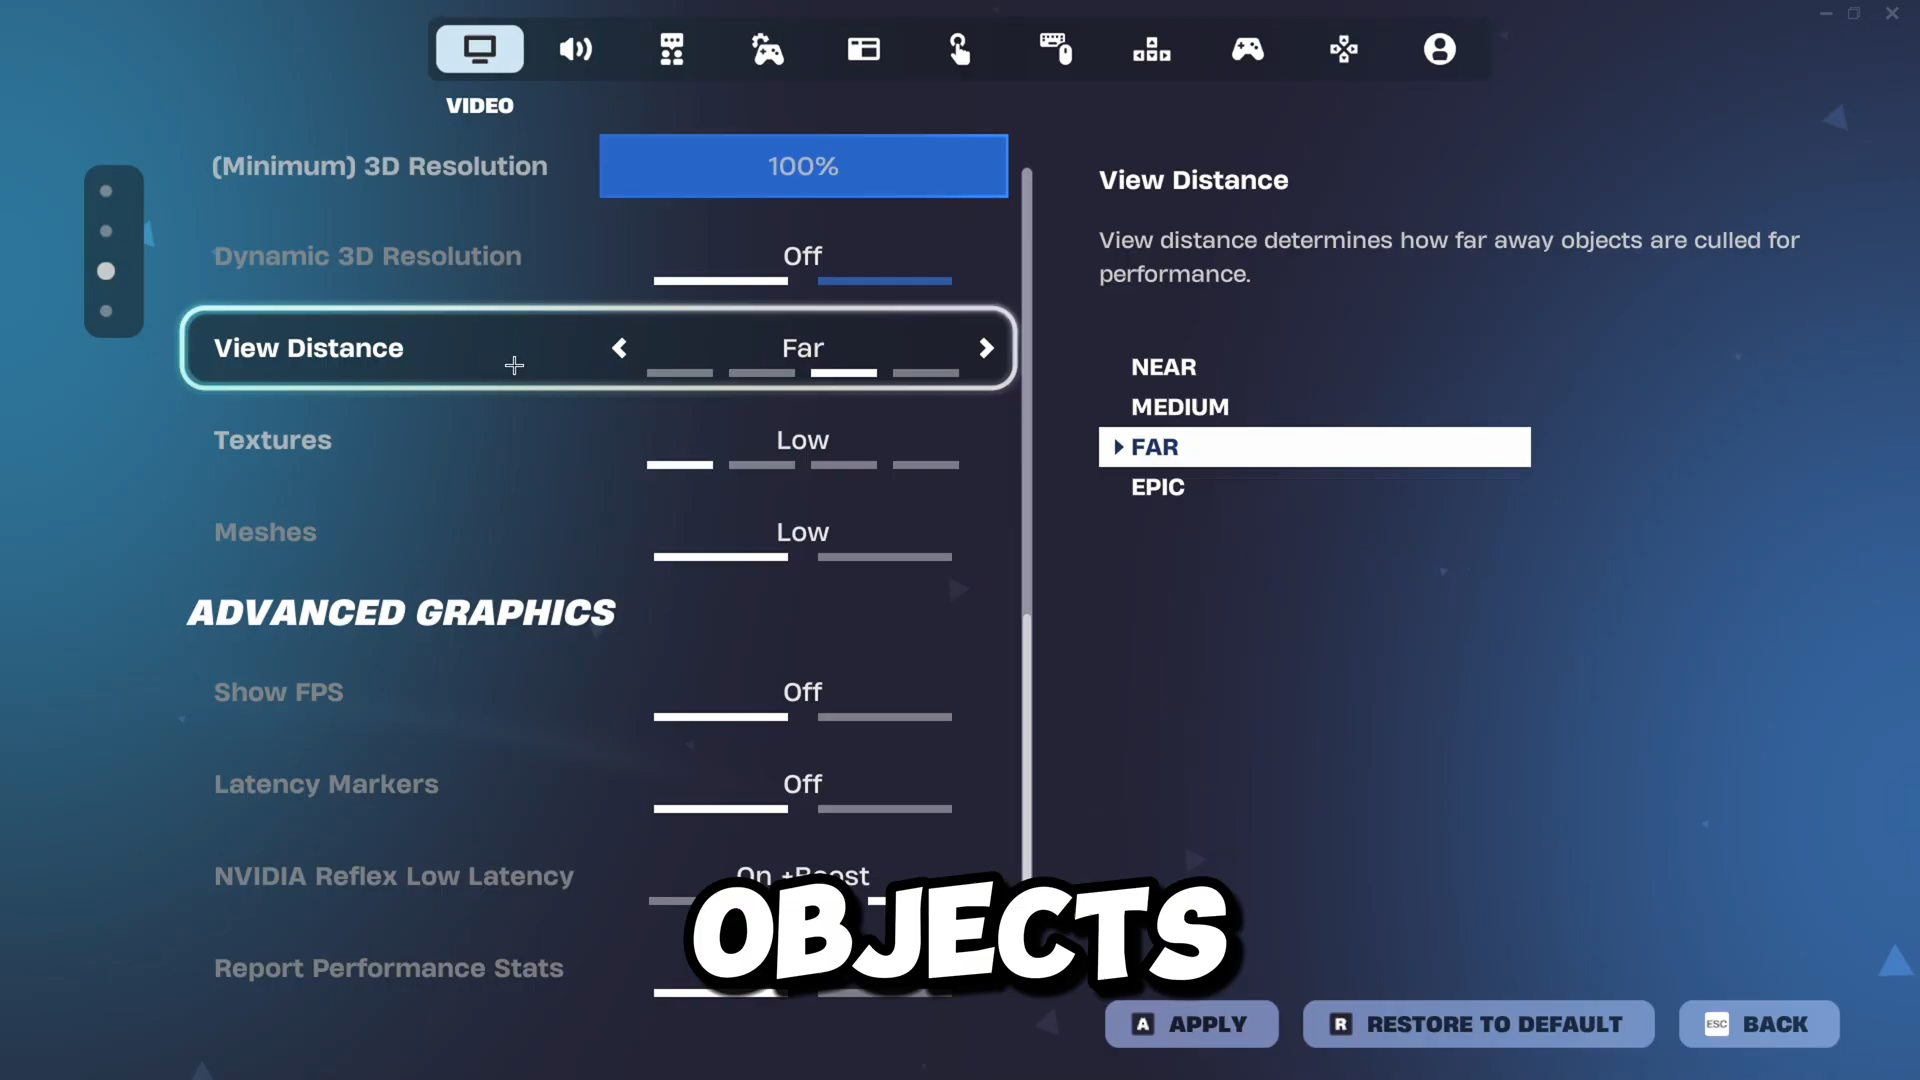 VIDEO
(Minimum) 3D Resolution
100%
Dynamic 3D Resolution
Off
View Distance
Far
Textures
Low
Meshes
Low
ADVANCED GRAPHICS
Show FPS
Off
Latency Markers
Off
NVIDIA Reflex Low Latency
On +Boost
Report Performance Stats
View Distance
View distance determines how far away objects are culled for
performance.
NEAR
MEDIUM
FAR
EPIC
OBJECTS
A APPLY
R RESTORE TO DEFAULT
ESC BACK